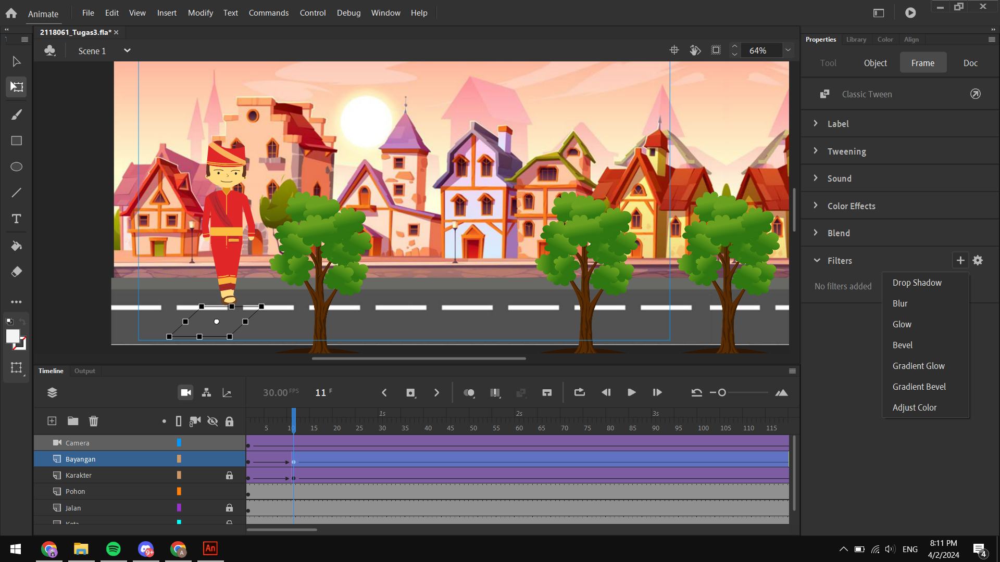 Animate File Edit View Insert Modify Text Commands Control Debug Window Help
2118061_Tugas3.fla*
Scene 1
64%
Properties Library Color Align
Tool Object Frame Doc
Classic Tween
Label
Tweening
Sound
Color Effects
Blend
Filters
No filters added
Drop Shadow
Blur
Glow
Bevel
Gradient Glow
Gradient Bevel
Adjust Color
Timeline Output
30.00 FPS 11 F
1s 2s 3s
5 10 15 20 25 30 35 40 45 50 55 60 65 70 75 80 85 90 95 100 105 110 115
Camera
Bayangan
Karakter
Pohon
Jalan
Kota
An
9+
A
ENG
8:11 PM
4/2/2024
4